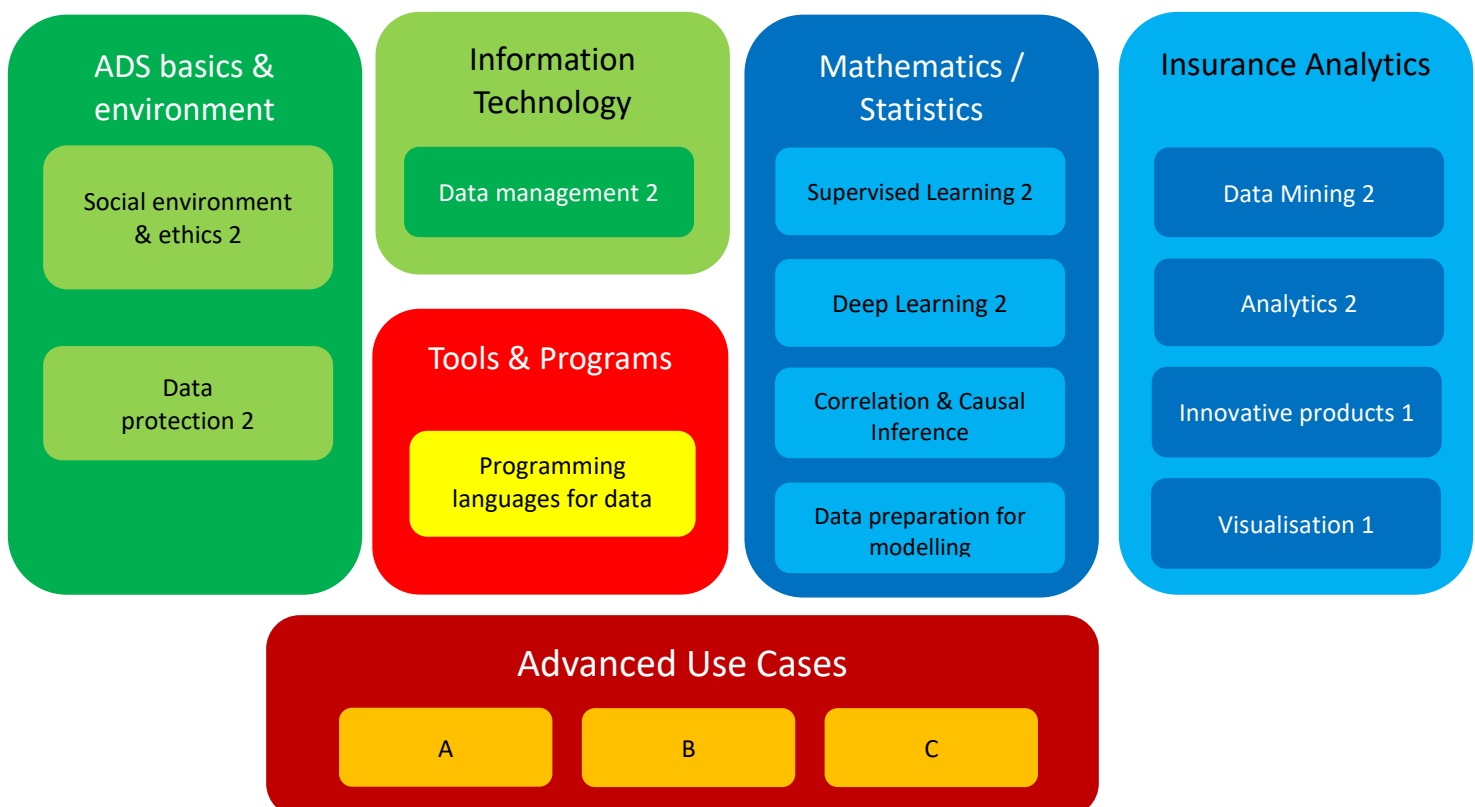 ADS basics &
environment
Social environment
& ethics 2
Data
protection 2
Information
Technology
Data management 2
Tools & Programs
Programming
languages for data
Mathematics /
Statistics
Supervised Learning 2
Deep Learning 2
Correlation & Causal
Inference
Data preparation for
modelling
Insurance Analytics
Data Mining 2
Analytics 2
Innovative products 1
Visualisation 1
Advanced Use Cases
A
B
C